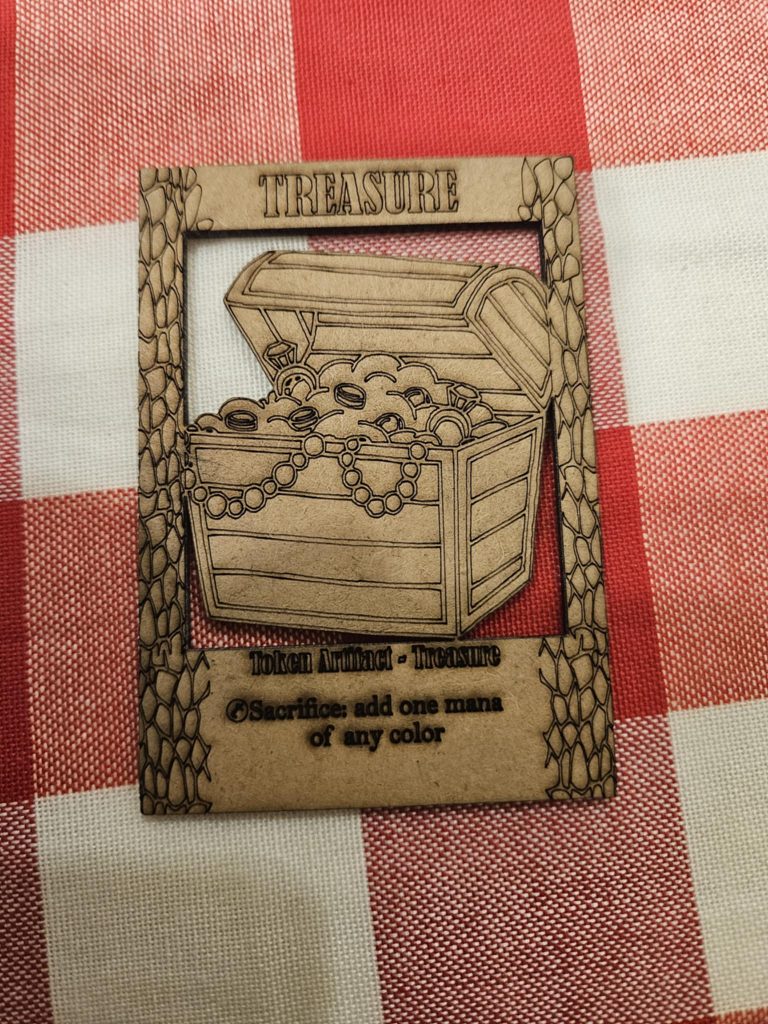 TREASURE
Token Artifact - Treasure
Sacrifice: add one mana
of any color